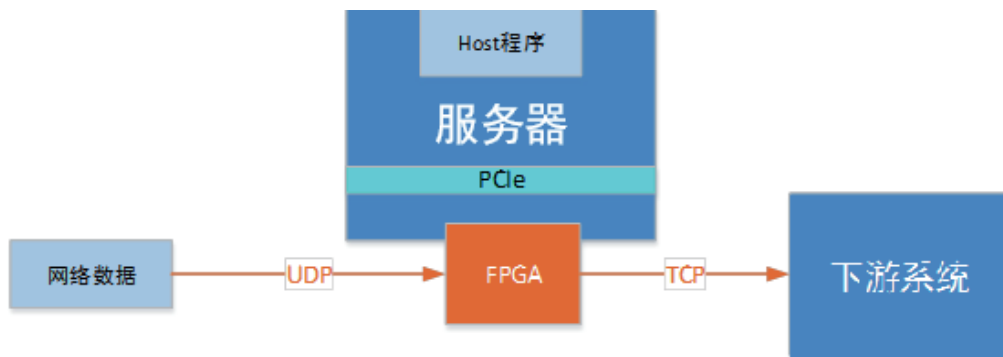 Host程序
服务器
PCIe
网络数据
UDP
FPGA
TCP
下游系统